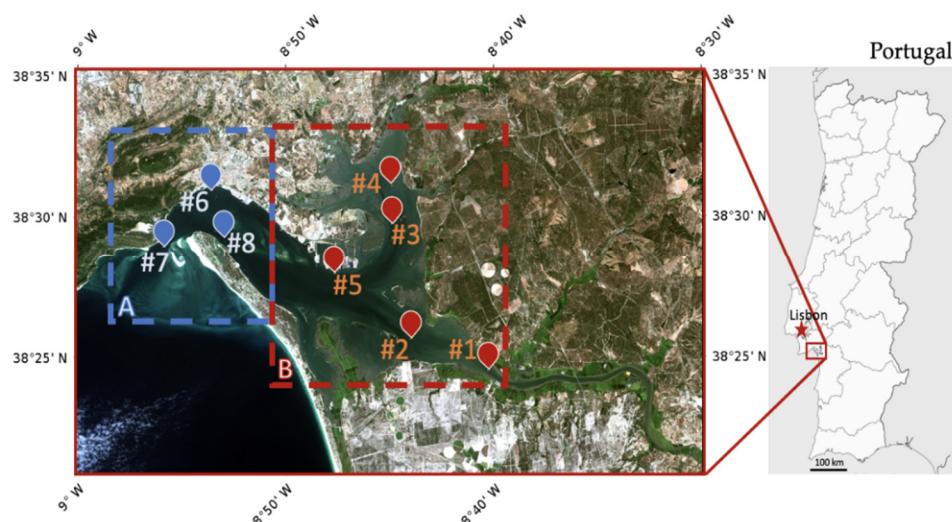 9° W
8°50' W
8°40' W
8°30' W
Portugal
38°35' N
38°35' N
#4
#6
38°30' N
#3
#8
38°30' N
#7
#5
A
Lisbon
#2
#1
38°25' N
B
38°25' N
100 km
9° W
8°50' W
8°40' W